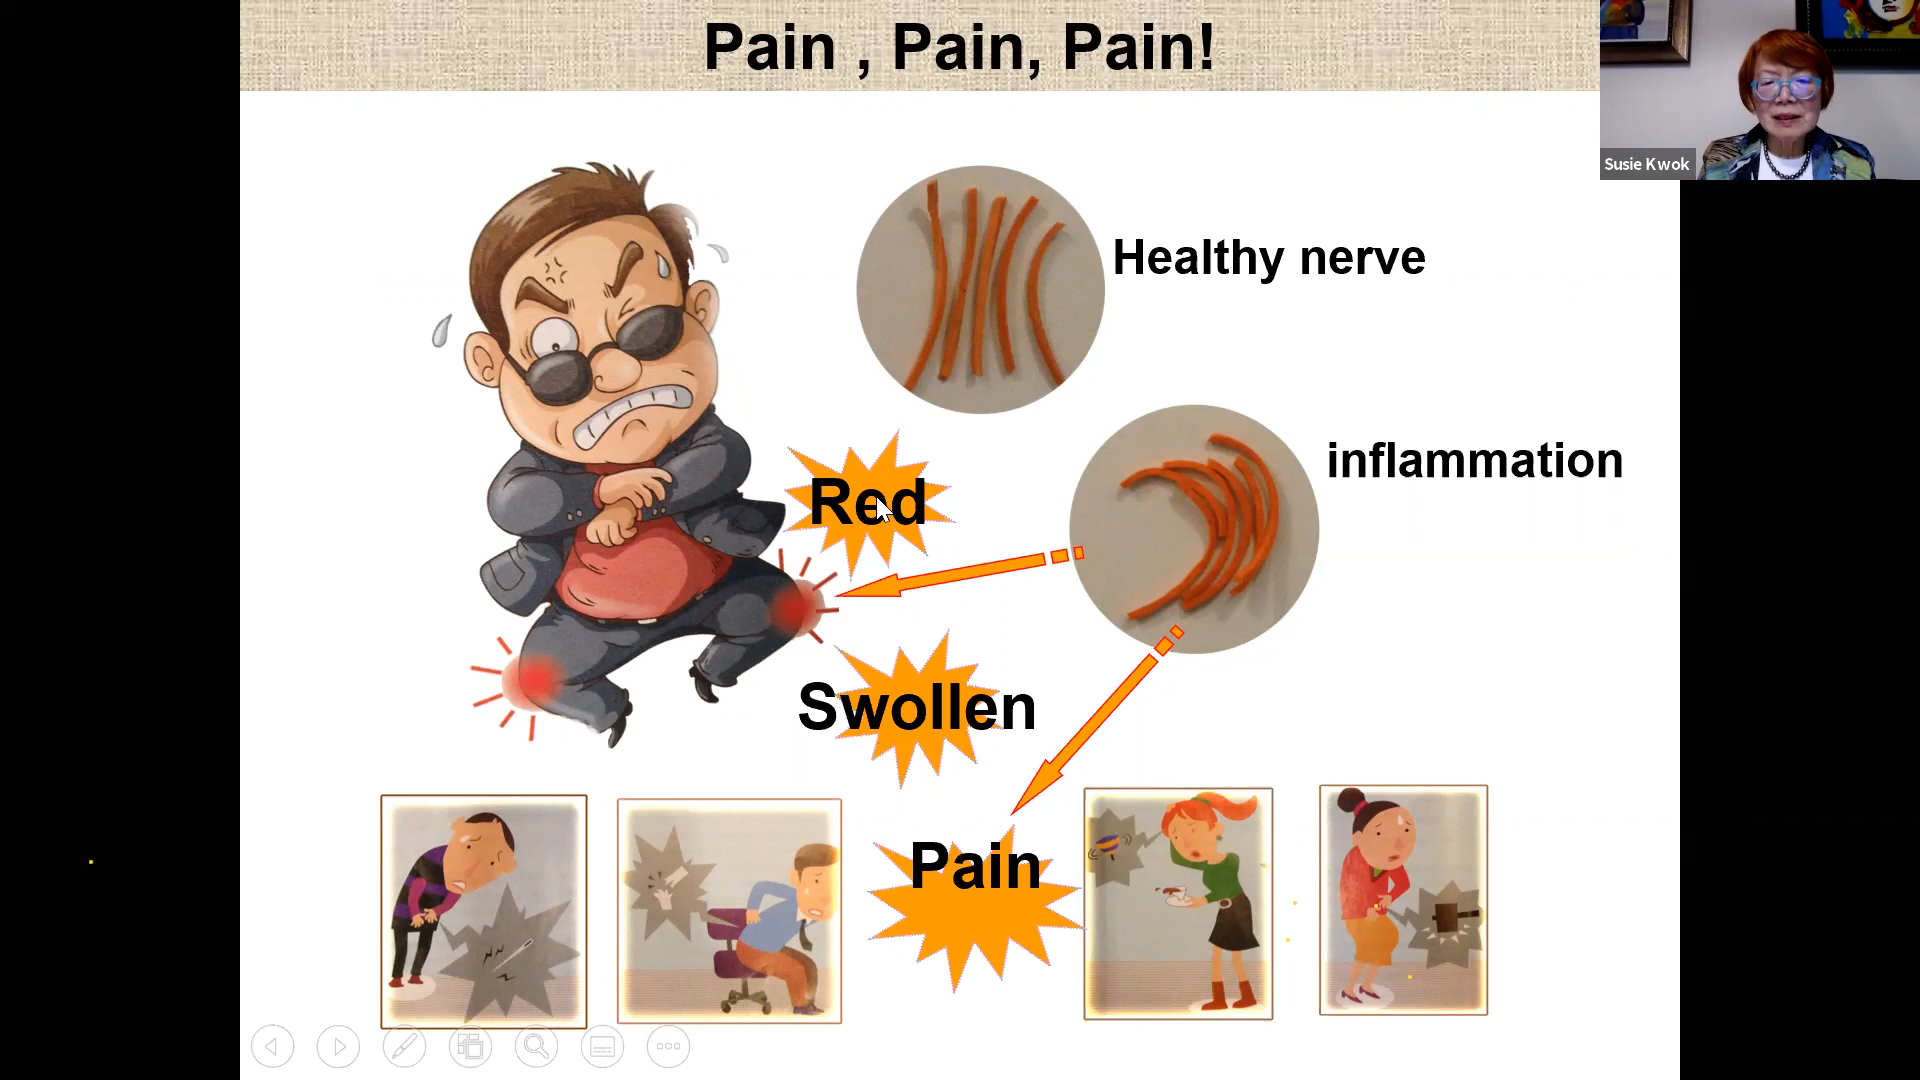 Pain , Pain, Pain!
Susie Kwok
Healthy nerve
inflammation
Red
Swollen
Pain